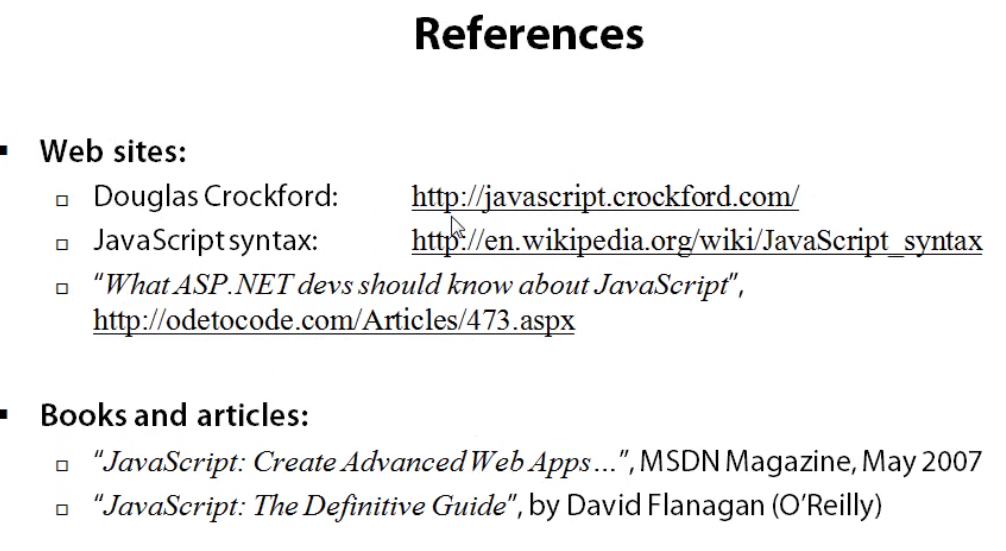 References
Web sites:
Douglas Crockford: http://javascript.crockford.com/
JavaScript syntax: http://en.wikipedia.org/wiki/JavaScript_syntax
"What ASP.NET devs should know about JavaScript",
http://odetocode.com/Articles/473.aspx
Books and articles:
"JavaScript: Create Advanced Web Apps…", MSDN Magazine, May 2007
"JavaScript: The Definitive Guide", by David Flanagan (O'Reilly)